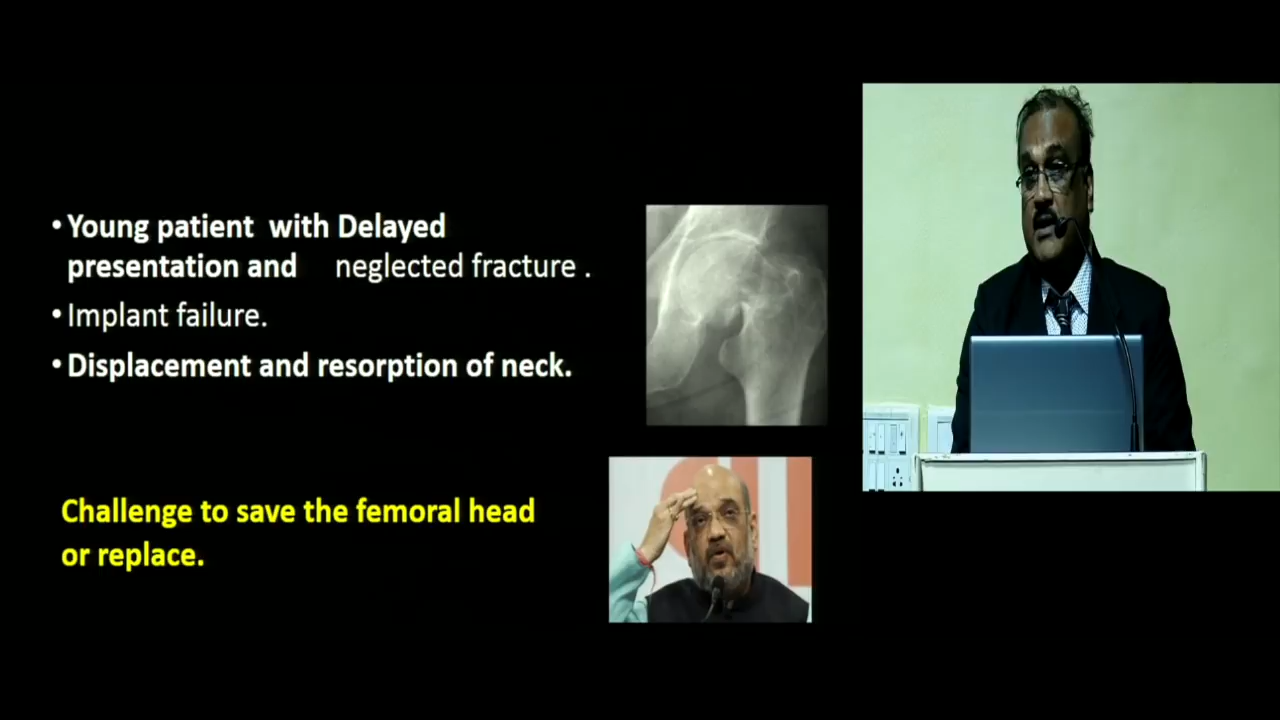 • Young patient with Delayed
presentation and neglected fracture .
• Implant failure.
• Displacement and resorption of neck.
Challenge to save the femoral head
or replace.